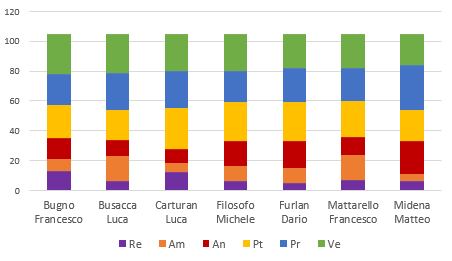 120
100
80
60
40
20
0
Bugno Busacca Carturan Filosofo Furlan Mattarello Midena
Francesco Luca Luca Michele Dario Francesco Matteo
Re Am An Pt Pr Ve